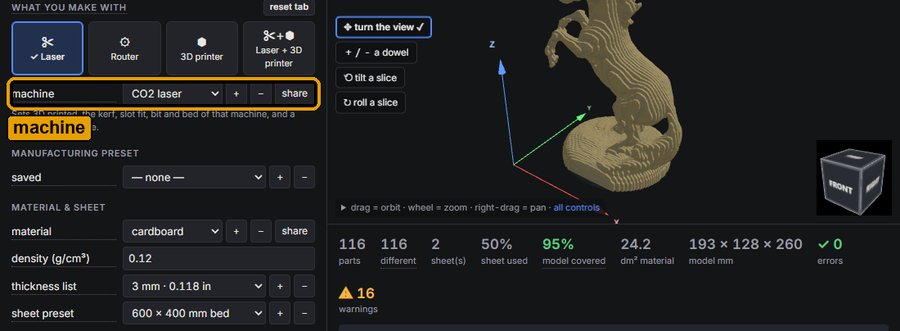 WHAT YOU MAKE WITH
reset tab
✓ Laser
Router
3D printer
Laser + 3D printer
machine
CO2 laser
+
−
share
Sets 3D printed, the kerf, slot fit, bit and bed of that machine, and a
machine
MANUFACTURING PRESET
saved
— none —
+
−
MATERIAL & SHEET
material
cardboard
+
−
share
density (g/cm³)
0.12
thickness list
3 mm · 0.118 in
+
−
sheet preset
600 × 400 mm bed
+
−
✥ turn the view ✓
+ / - a dowel
⟲ tilt a slice
↻ roll a slice
Z
Y
X
FRONT
▶ drag = orbit · wheel = zoom · right-drag = pan · all controls
116
parts
116
different
2
sheet(s)
50%
sheet used
95%
model covered
24.2
dm² material
193 × 128 × 260
model mm
✓ 0
errors
⚠ 16
warnings